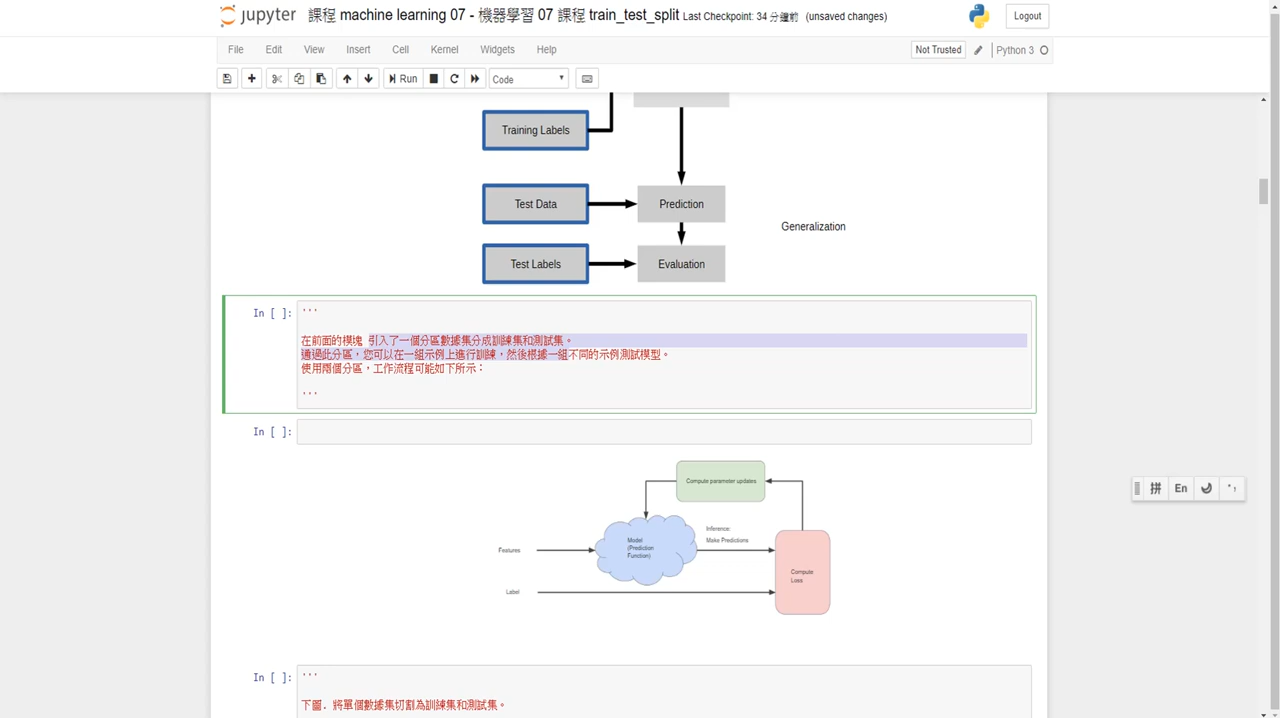 jupyter 課程 machine learning 07 - 機器學習 07 課程 train_test_split Last Checkpoint: 34 分鐘前 (unsaved changes) Logout
File Edit View Insert Cell Kernel Widgets Help Not Trusted Python 3
Run Code
Training Labels
Test Data Prediction
Generalization
Test Labels Evaluation
In [ ]: '''
在前面的模塊 引入了一個分區數據集分成訓練集和測試集。
通過此分區，您可以在一組示例上進行訓練，然後根據一組不同的示例測試模型。
使用兩個分區，工作流程可能如下所示：
'''
In [ ]:
Compute parameter updates
拼 En
Inference:
Make Predictions
Model
(Prediction
Function)
Features
Compute
Loss
Label
In [ ]: '''
下圖. 將單個數據集切割為訓練集和測試集。